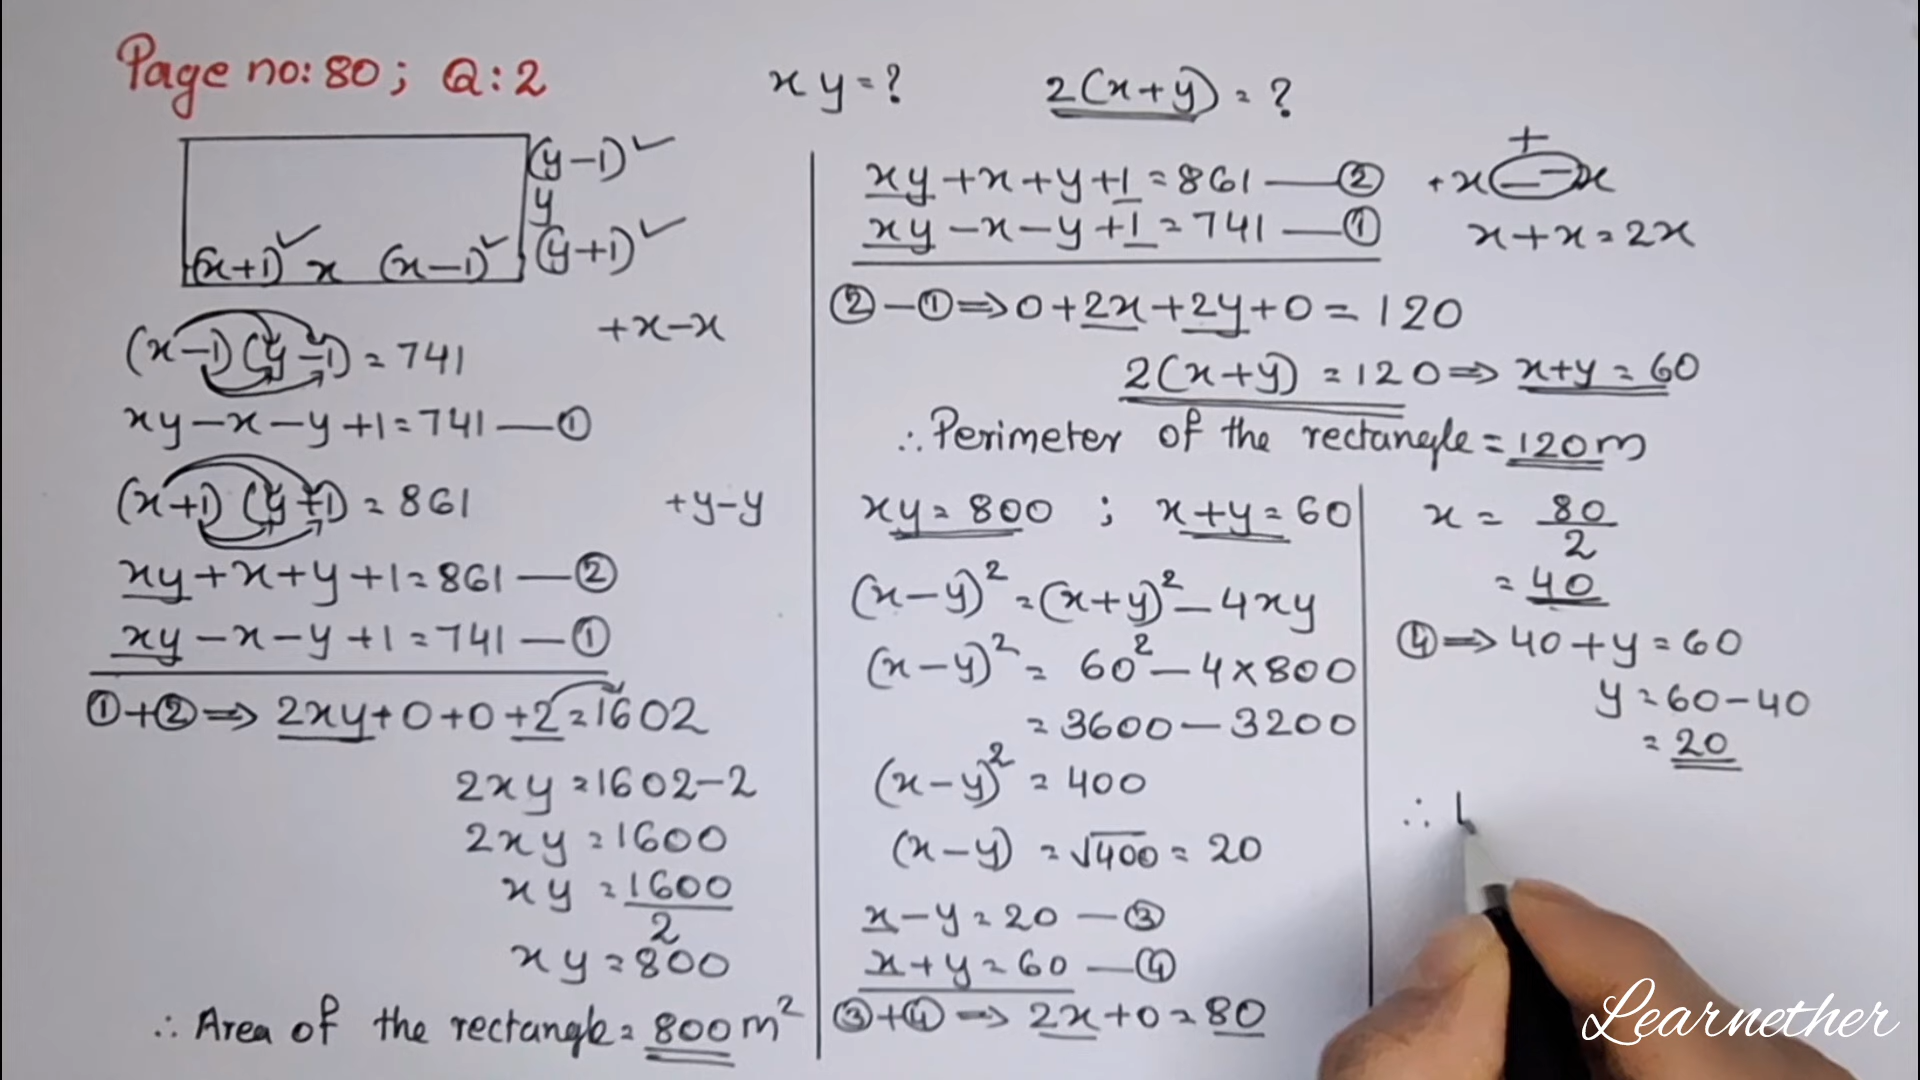 Page no: 80 ; Q : 2
xy = ?
2(x+y) = ?
(y-1) ✓
y
(y+1) ✓
(x+1) ✓ x (x-1) ✓
(x-1)(y-1) = 741
+x-x
xy-x-y+1 = 741 — ①
(x+1)(y+1) = 861
+y-y
xy+x+y+1 = 861 — ②
xy-x-y+1 = 741 — ①
①+② ⇒ 2xy+0+0+2 = 1602
2xy = 1602-2
2xy = 1600
xy = 1600/2
xy = 800
∴ Area of the rectangle = 800 m²
xy+x+y+1 = 861 — ②
xy-x-y+1 = 741 — ①
+
+x - -x
x+x = 2x
②-① ⇒ 0+2x+2y+0 = 120
2(x+y) = 120 ⇒ x+y = 60
∴ Perimeter of the rectangle = 120m
xy = 800 ; x+y = 60
(x-y)² = (x+y)² - 4xy
(x-y)² = 60² - 4×800
= 3600 - 3200
(x-y)² = 400
(x-y) = √400 = 20
x-y = 20 — ③
x+y = 60 — ④
③+④ ⇒ 2x+0 = 80
x = 80/2
= 40
④ ⇒ 40+y = 60
y = 60-40
= 20
∴ l
Learnether